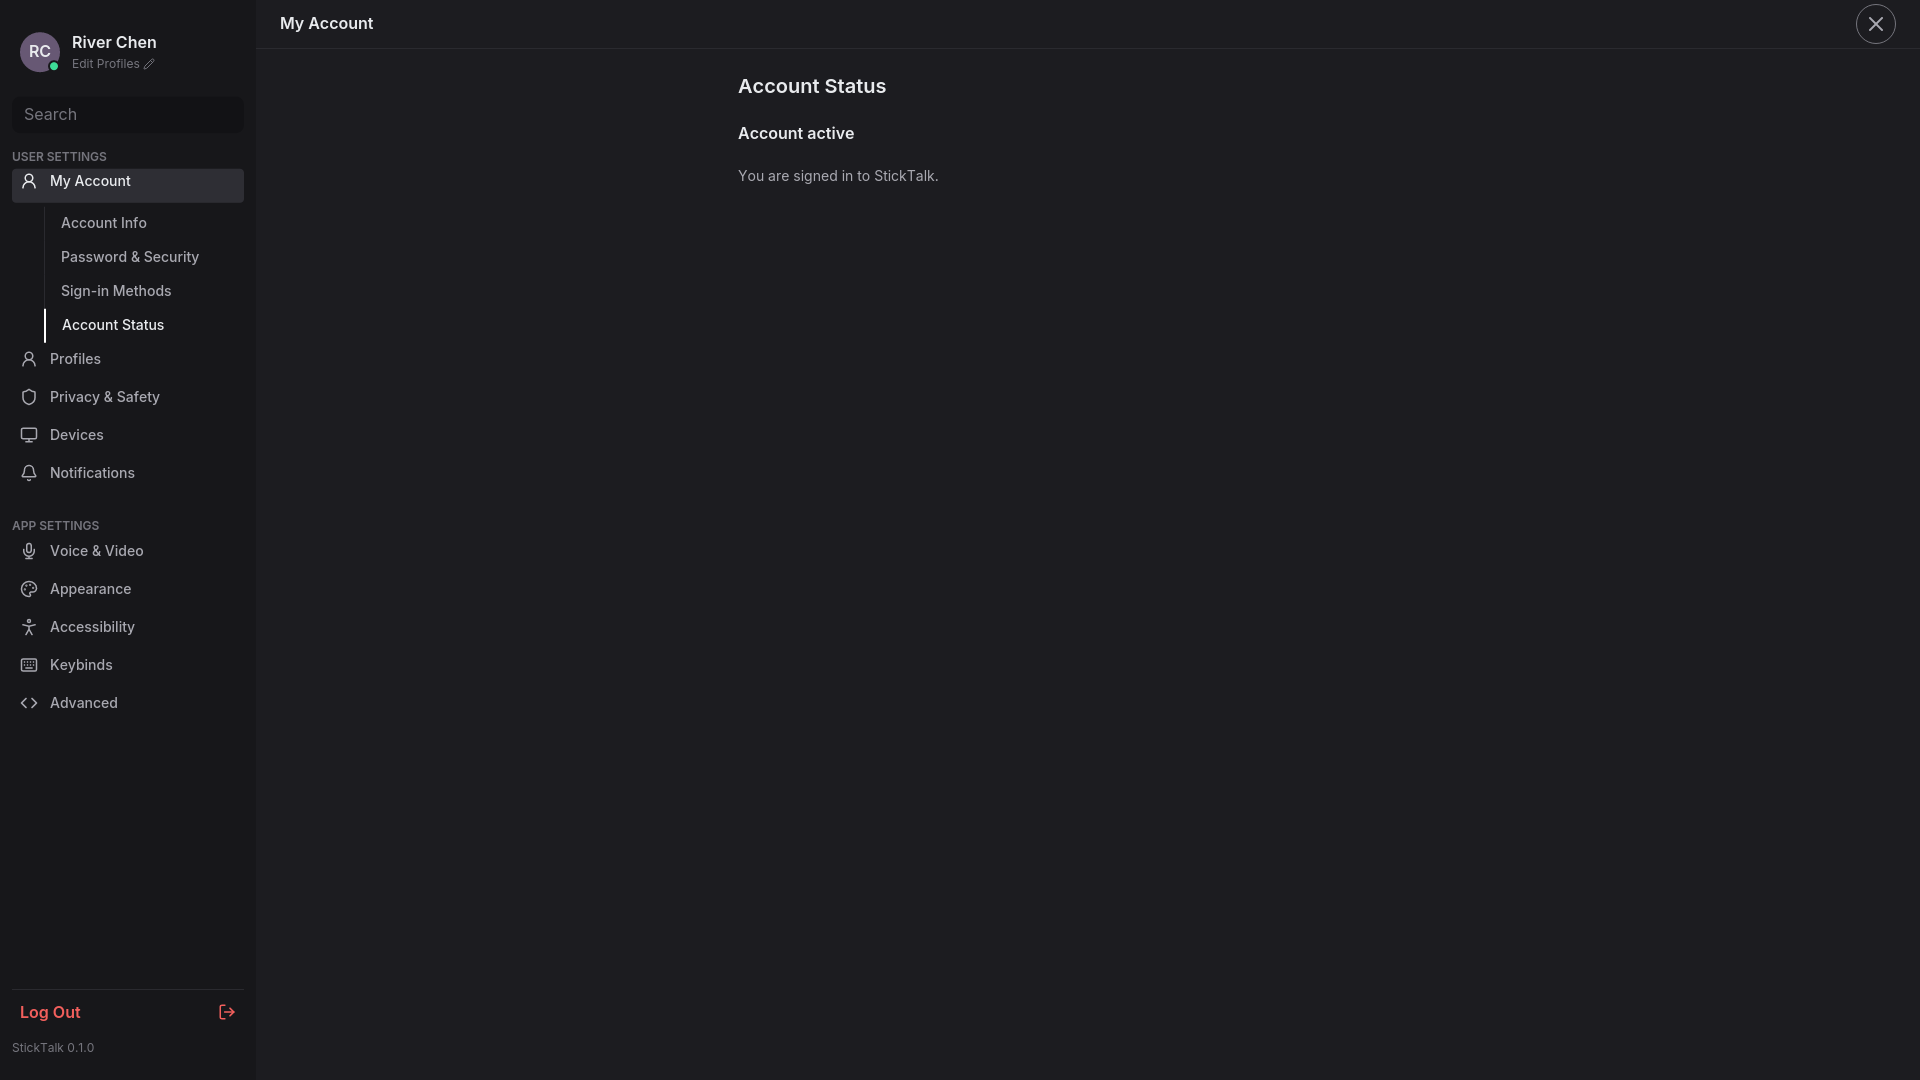 RC
River Chen
Edit Profiles
Search
USER SETTINGS
My Account
Account Info
Password & Security
Sign-in Methods
Account Status
Profiles
Privacy & Safety
Devices
Notifications
APP SETTINGS
Voice & Video
Appearance
Accessibility
Keybinds
Advanced
Log Out
StickTalk 0.1.0
My Account
Account Status
Account active
You are signed in to StickTalk.